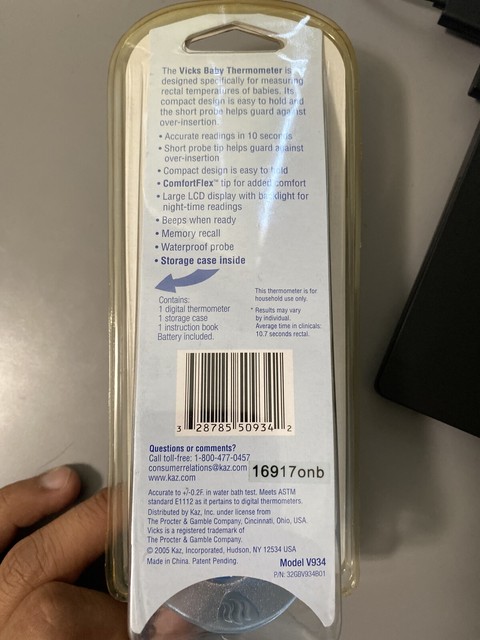 The Vicks Baby Thermometer is
designed specifically for measuring
rectal temperatures of babies. Its
compact design is easy to hold and
the short probe helps guard against
over-insertion.
• Accurate readings in 10 seconds
• Short probe tip helps guard against
over-insertion
• Compact design is easy to hold
• ComfortFlex™ tip for added comfort
• Large LCD display with backlight for
night-time readings
• Beeps when ready
• Memory recall
• Waterproof probe
• Storage case inside
Contains:
1 digital thermometer
1 storage case
1 instruction book
Battery included.
This thermometer is for
household use only.
* Results may vary
by individual.
Average time in clinicals:
10.7 seconds rectal.
3 28785 50934 2
Questions or comments?
Call toll-free: 1-800-477-0457
consumerrelations@kaz.com
www.kaz.com
16917onb
Accurate to +/-0.2F in water bath test. Meets ASTM
standard E1112 as it pertains to digital thermometers.
Distributed by Kaz, Inc. under license from
The Procter & Gamble Company, Cincinnati, Ohio, USA.
Vicks is a registered trademark of
The Procter & Gamble Company.
© 2005 Kaz, Incorporated, Hudson, NY 12534 USA
Made in China. Patent Pending.
Model V934
P/N: 32GBV934B01